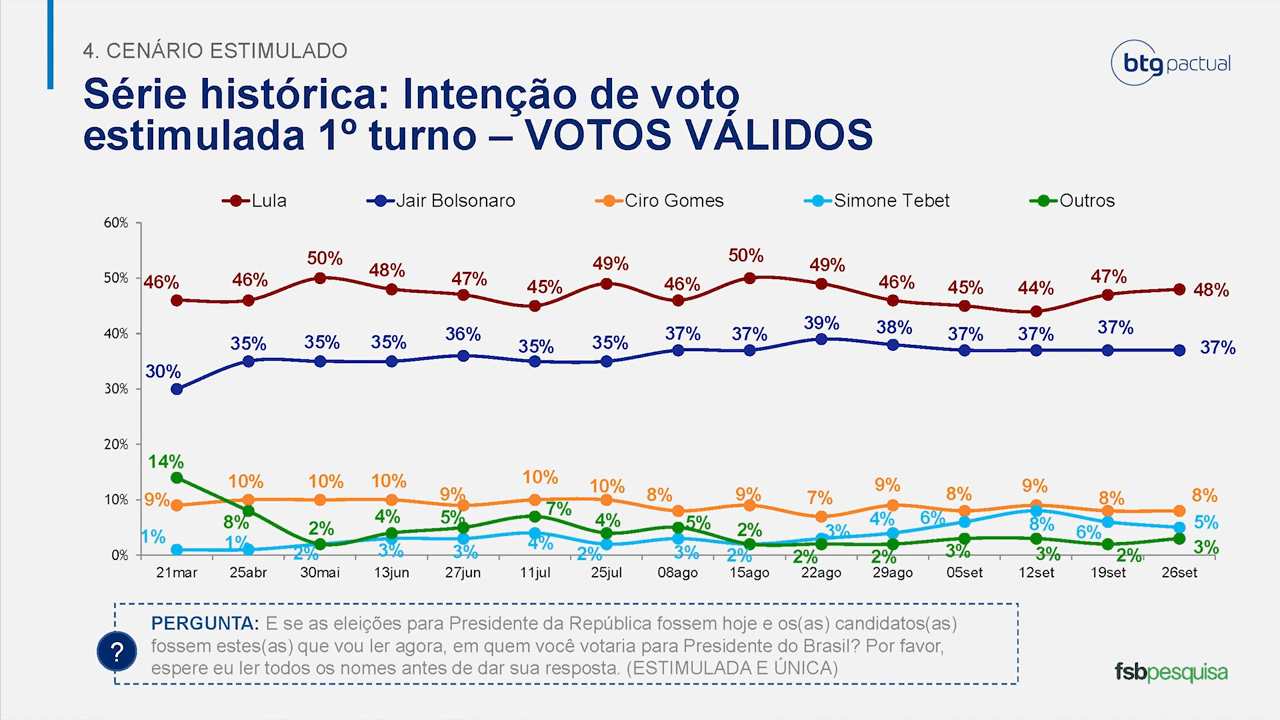 4. CENÁRIO ESTIMULADO
btgpactual
Série histórica: Intenção de voto
estimulada 1º turno – VOTOS VÁLIDOS
Lula Jair Bolsonaro Ciro Gomes Simone Tebet Outros
60%
50%
40%
30%
20%
10%
0%
46% 46% 50% 48% 47% 45% 49% 46% 50% 49% 46% 45% 44% 47% 48%
30% 35% 35% 35% 36% 35% 35% 37% 37% 39% 38% 37% 37% 37% 37%
9% 10% 10% 10% 9% 10% 10% 8% 9% 7% 9% 8% 9% 8% 8%
1% 1% 2% 3% 3% 4% 2% 3% 2% 3% 4% 6% 8% 6% 5%
14% 8% 2% 4% 5% 7% 4% 5% 2% 2% 2% 3% 3% 2% 3%
21mar 25abr 30mai 13jun 27jun 11jul 25jul 08ago 15ago 22ago 29ago 05set 12set 19set 26set
?
PERGUNTA: E se as eleições para Presidente da República fossem hoje e os(as) candidatos(as)
fossem estes(as) que vou ler agora, em quem você votaria para Presidente do Brasil? Por favor,
espere eu ler todos os nomes antes de dar sua resposta. (ESTIMULADA E ÚNICA)
fsbpesquisa